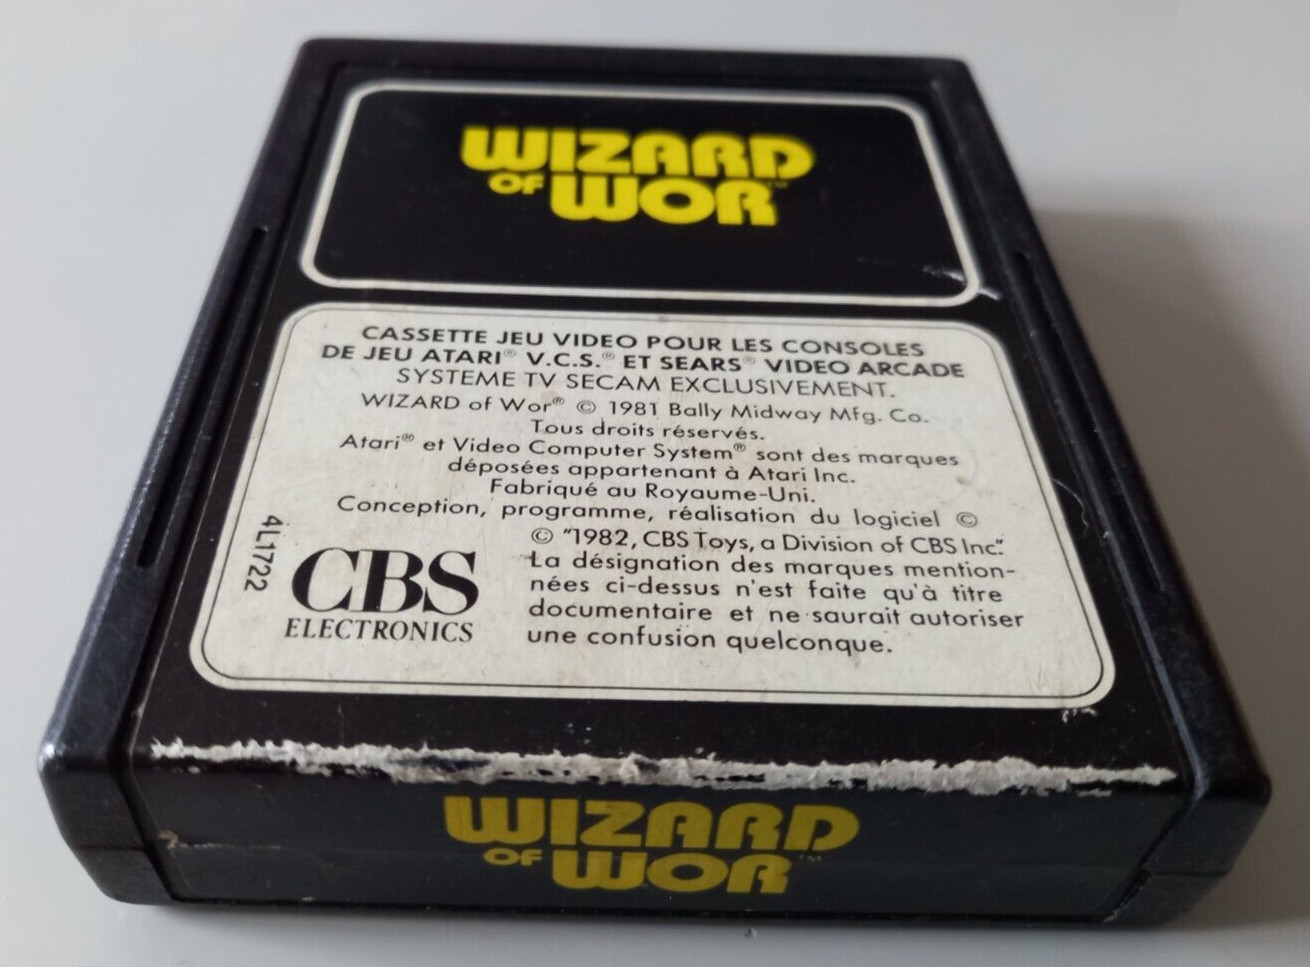 WIZARD
OF WOR™
CASSETTE JEU VIDEO POUR LES CONSOLES
DE JEU ATARI® V.C.S.® ET SEARS® VIDEO ARCADE
SYSTEME TV SECAM EXCLUSIVEMENT.
WIZARD of Wor® © 1981 Bally Midway Mfg. Co.
Tous droits réservés.
Atari® et Video Computer System® sont des marques
déposées appartenant à Atari Inc.
Fabriqué au Royaume-Uni.
Conception, programme, réalisation du logiciel ©
© "1982, CBS Toys, a Division of CBS Inc".
La désignation des marques mention-
nées ci-dessus n'est faite qu'à titre
documentaire et ne saurait autoriser
une confusion quelconque.
4L1722
CBS
ELECTRONICS
WIZARD
OF WOR™